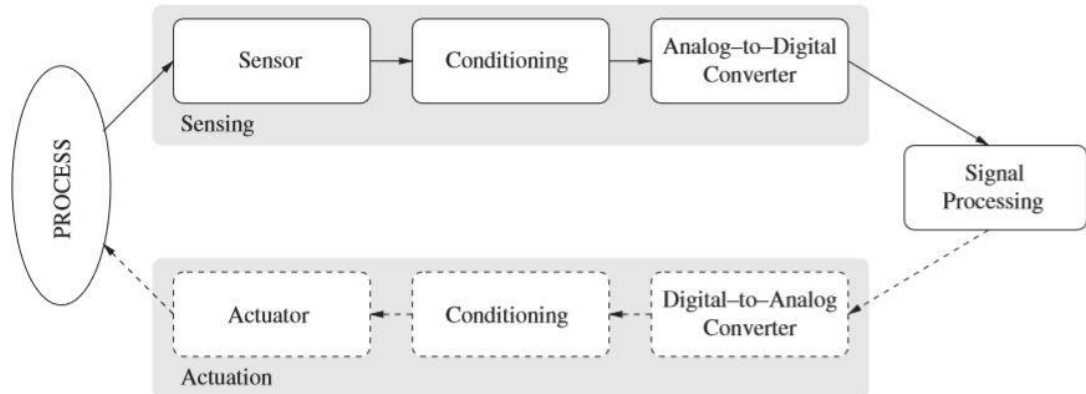 Sensor
Conditioning
Analog–to–Digital
Converter
Sensing
PROCESS
Signal
Processing
Actuator
Conditioning
Digital–to–Analog
Converter
Actuation